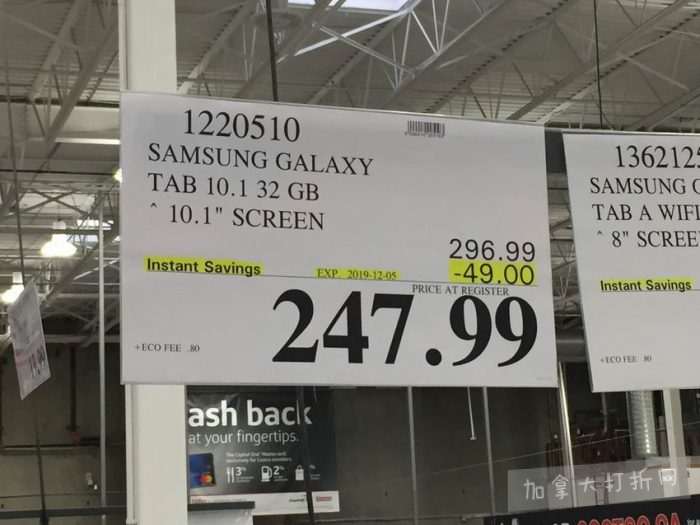 1220510
SAMSUNG GALAXY
TAB 10.1 32 GB
^ 10.1" SCREEN
296.99
Instant Savings EXP. 2019-12-05 -49.00
PRICE AT REGISTER
247.99
+ECO FEE .80
SAMSUNG
TAB A WIFI
^ 8" SCREE
Instant Savings
+ECO FEE .80
ash back
at your fingertips.
3% 2%
加拿大打折网